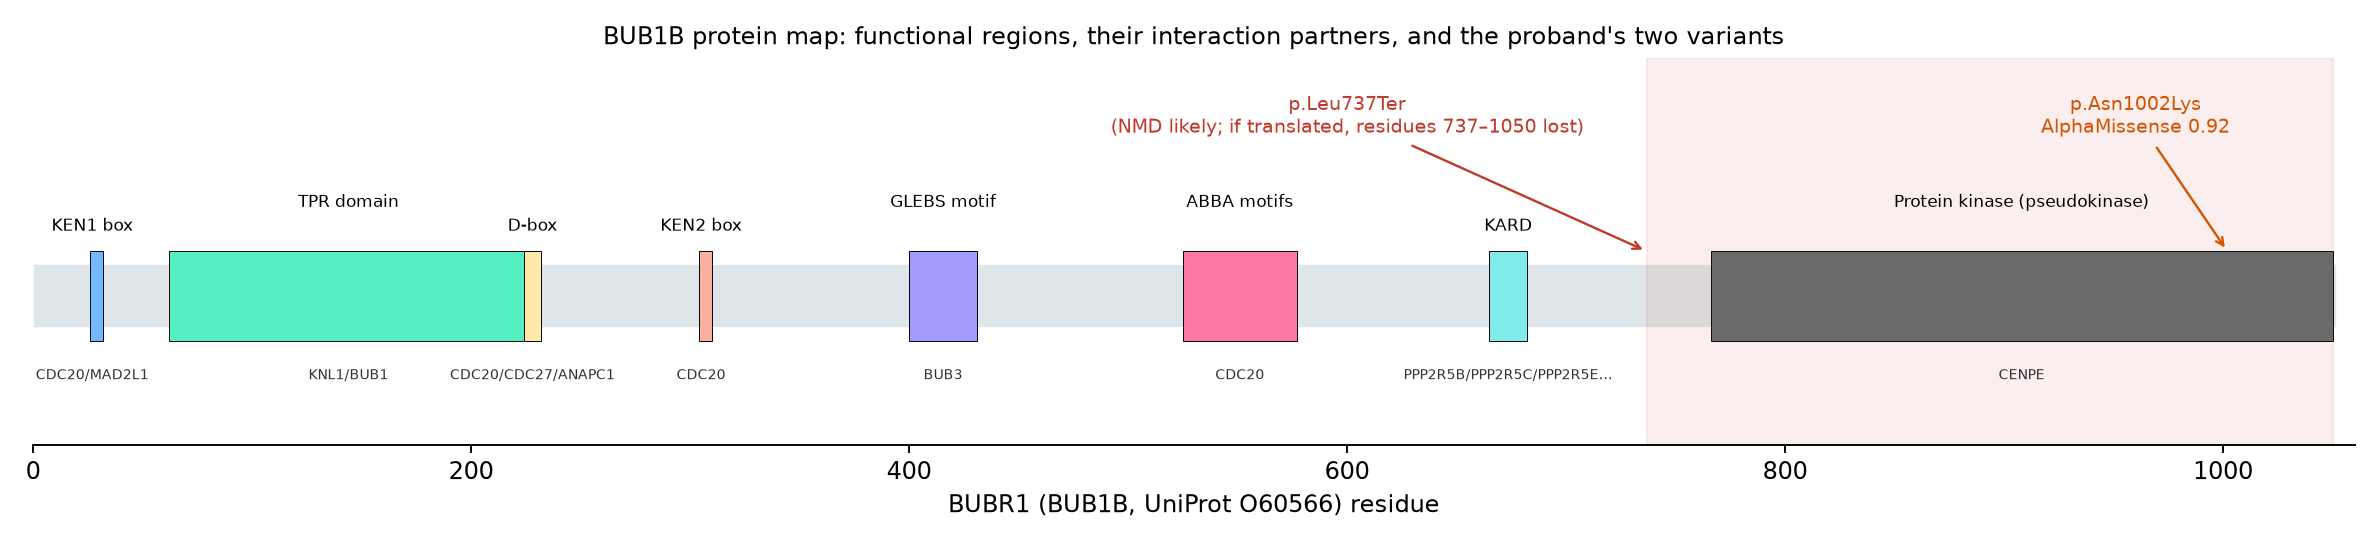 BUB1B protein map: functional regions, their interaction partners, and the proband's two variants
p.Leu737Ter
(NMD likely; if translated, residues 737–1050 lost)
p.Asn1002Lys
AlphaMissense 0.92
TPR domain
GLEBS motif
ABBA motifs
Protein kinase (pseudokinase)
KEN1 box
D-box
KEN2 box
KARD
CDC20/MAD2L1
KNL1/BUB1
CDC20/CDC27/ANAPC1
CDC20
BUB3
CDC20
PPP2R5B/PPP2R5C/PPP2R5E...
CENPE
0
200
400
600
800
1000
BUBR1 (BUB1B, UniProt O60566) residue